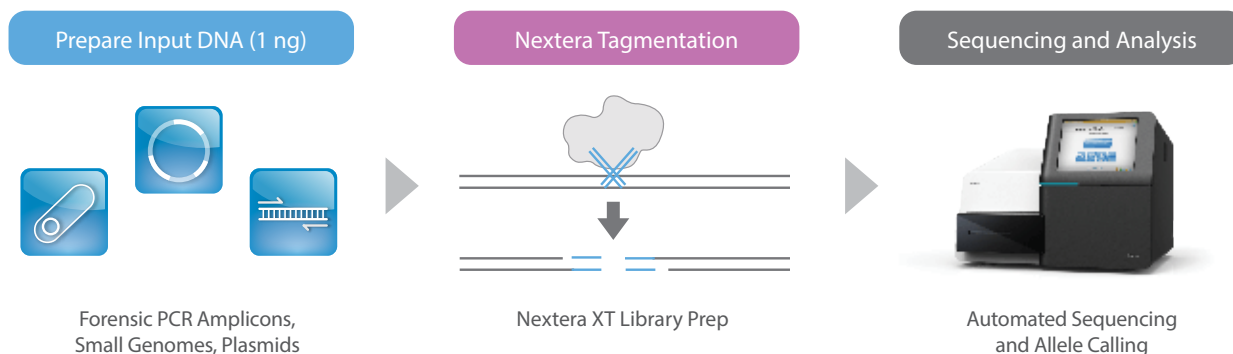 Prepare Input DNA (1 ng)
Nextera Tagmentation
Sequencing and Analysis
Forensic PCR Amplicons,
Small Genomes, Plasmids
Nextera XT Library Prep
Automated Sequencing
and Allele Calling